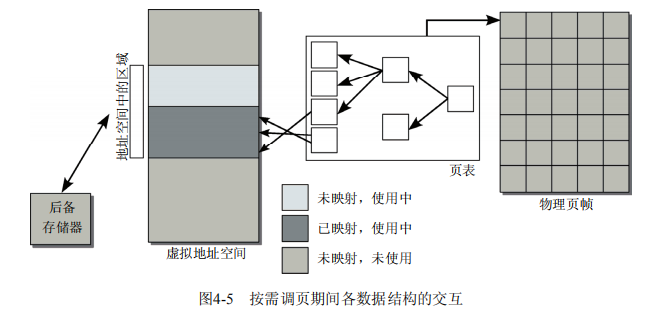 地址空间中的区域
后备
存储器
虚拟地址空间
页表
物理页帧
未映射，使用中
已映射，使用中
未映射，未使用
图4-5 按需调页期间各数据结构的交互